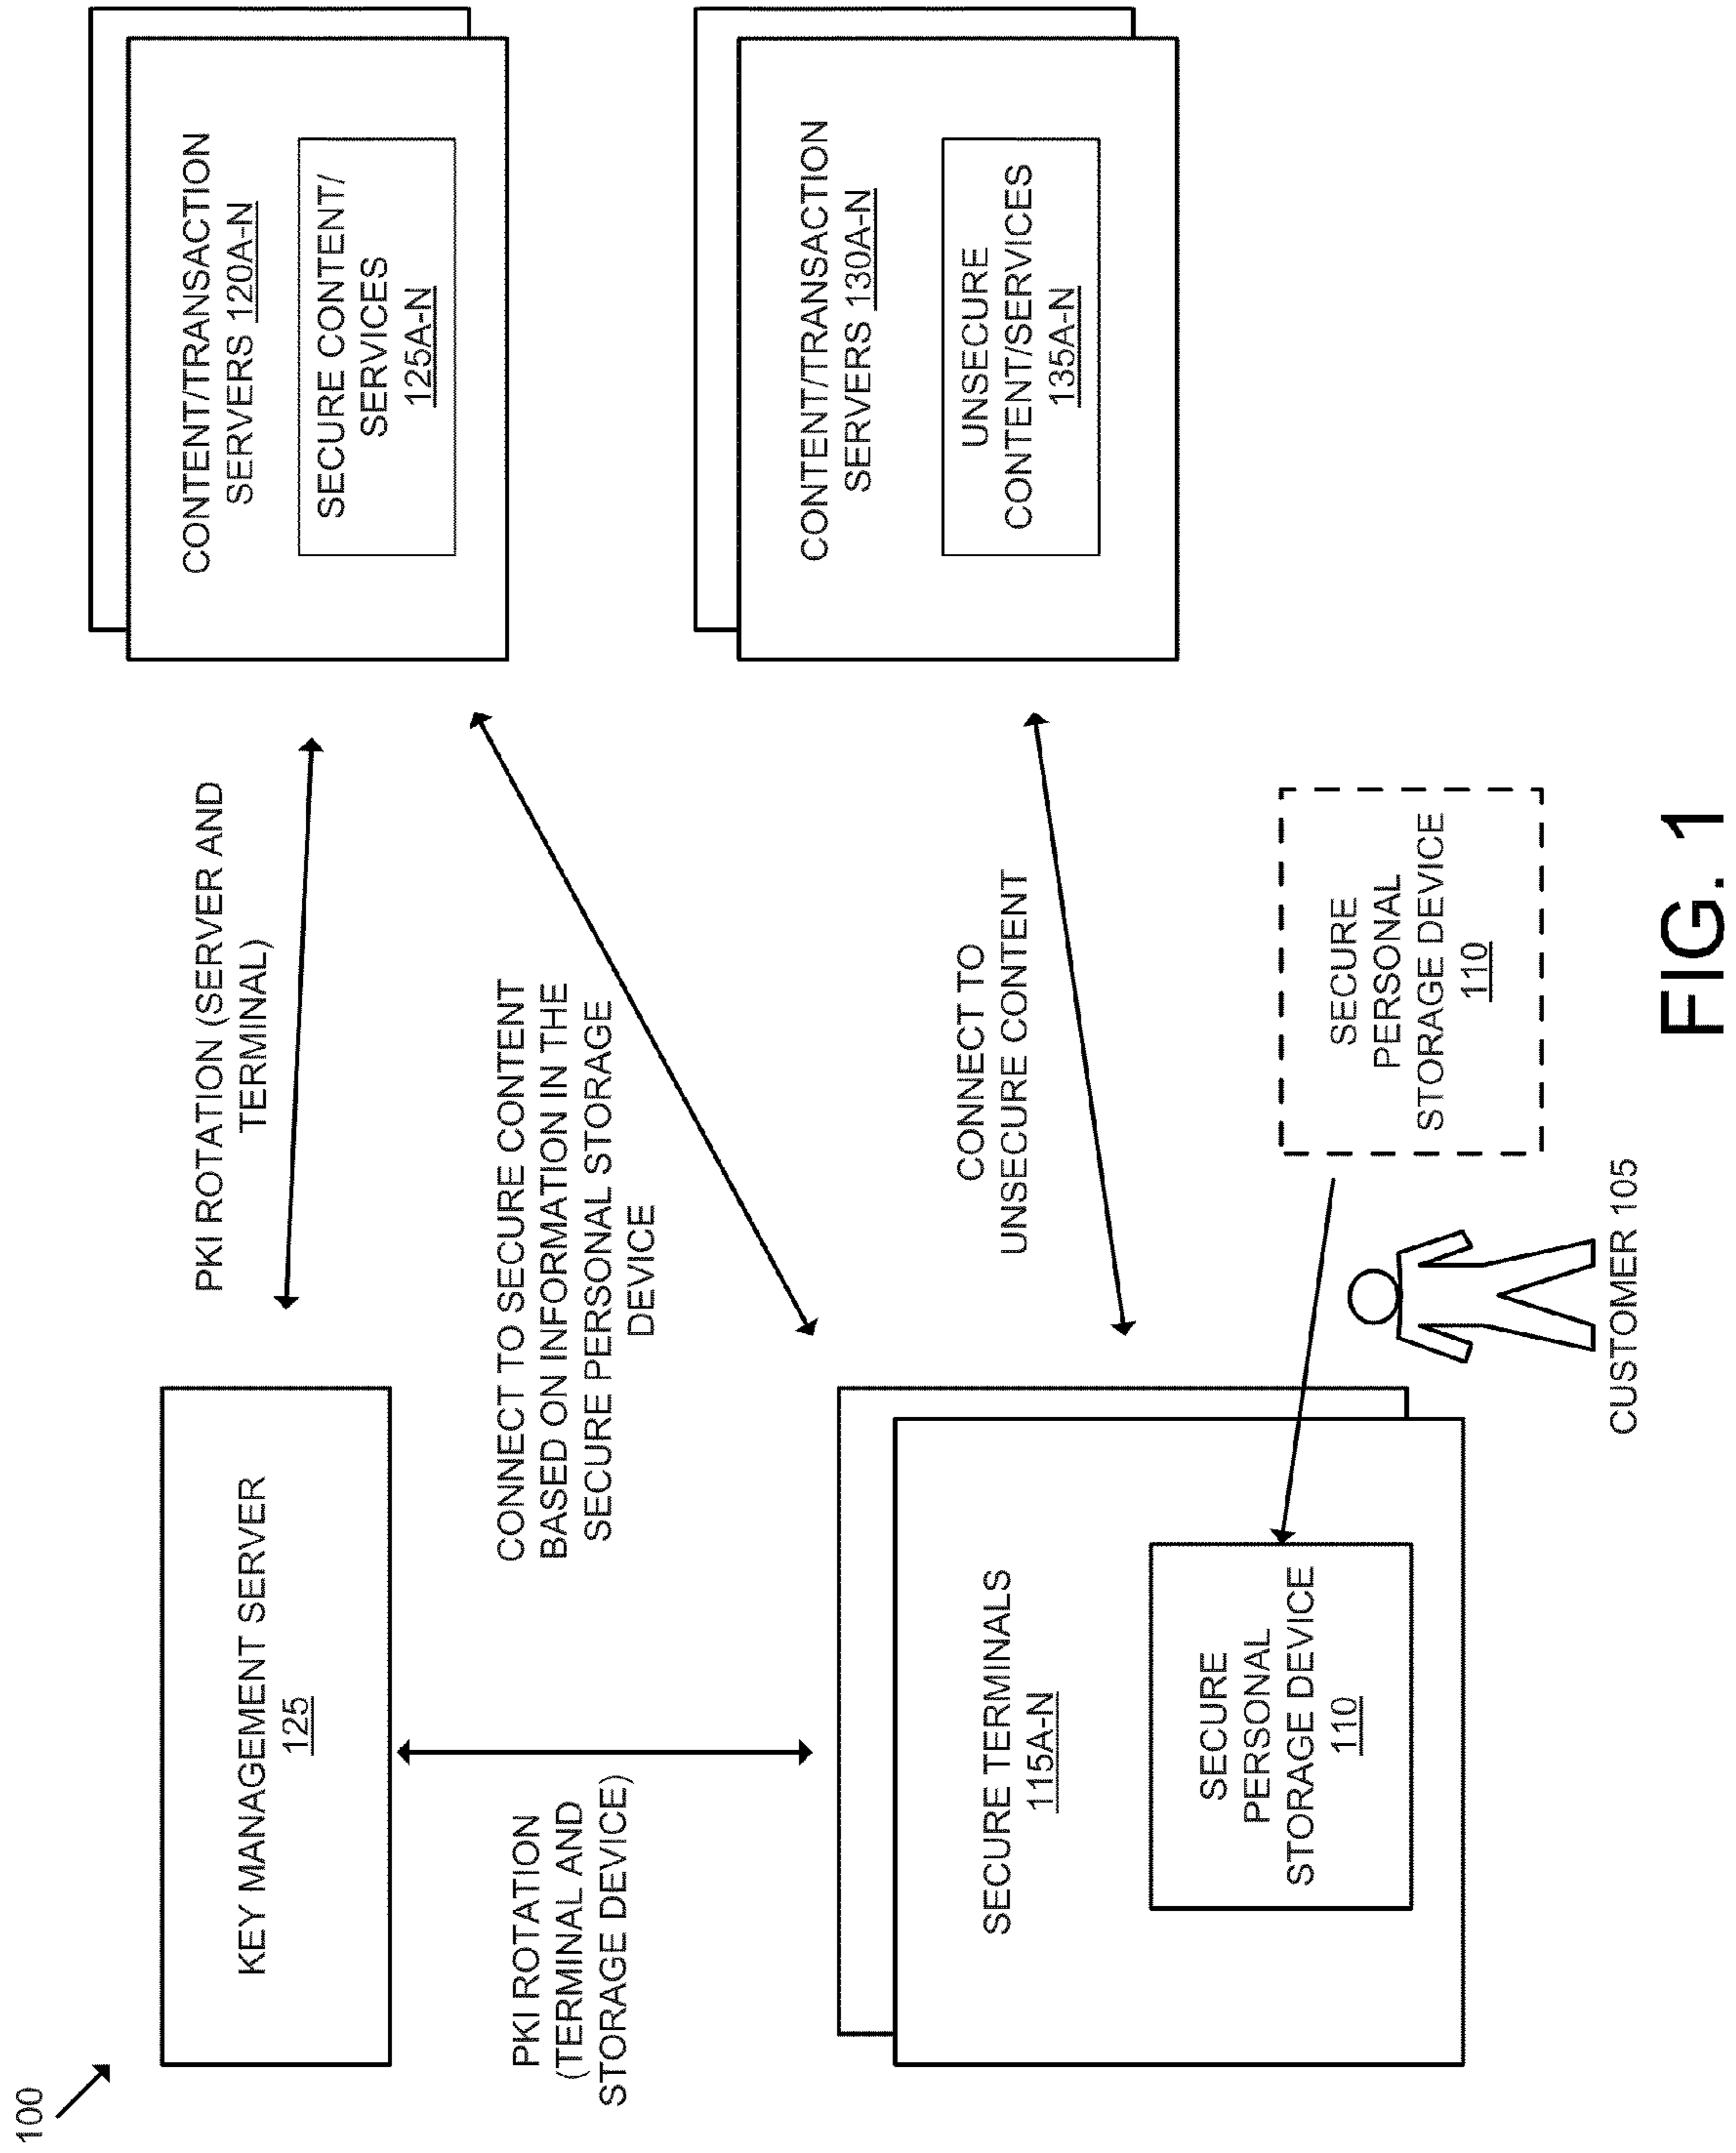 100
KEY MANAGEMENT SERVER
125
PKI ROTATION (SERVER AND
TERMINAL)
CONTENT/TRANSACTION
SERVERS 120A-N
SECURE CONTENT/
SERVICES
125A-N
PKI ROTATION
(TERMINAL AND
STORAGE DEVICE)
CONNECT TO SECURE CONTENT
BASED ON INFORMATION IN THE
SECURE PERSONAL STORAGE
DEVICE
CONTENT/TRANSACTION
SERVERS 130A-N
UNSECURE
CONTENT/SERVICES
135A-N
SECURE TERMINALS
115A-N
SECURE
PERSONAL
STORAGE DEVICE
110
CONNECT TO
UNSECURE CONTENT
SECURE
PERSONAL
STORAGE DEVICE
110
CUSTOMER 105
FIG. 1